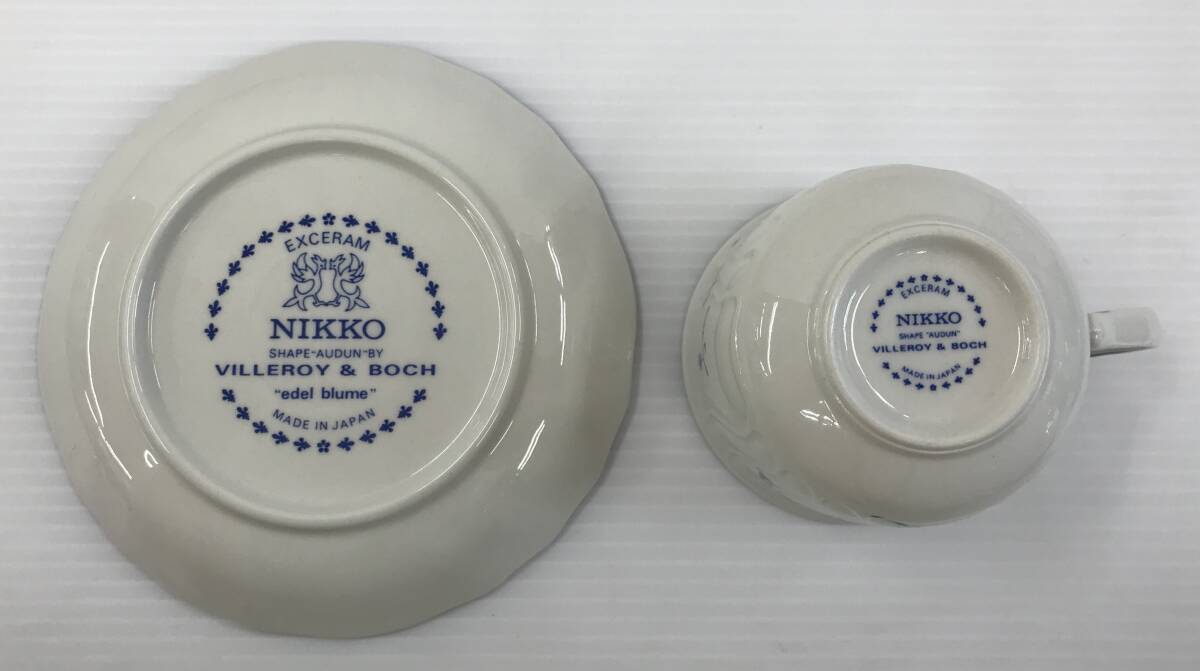 EXCERAM
NIKKO
SHAPE "AUDUN" BY
VILLEROY & BOCH
"edel blume"
MADE IN JAPAN
EXCERAM
NIKKO
SHAPE "AUDUN"
VILLEROY & BOCH
MADE IN JAPAN